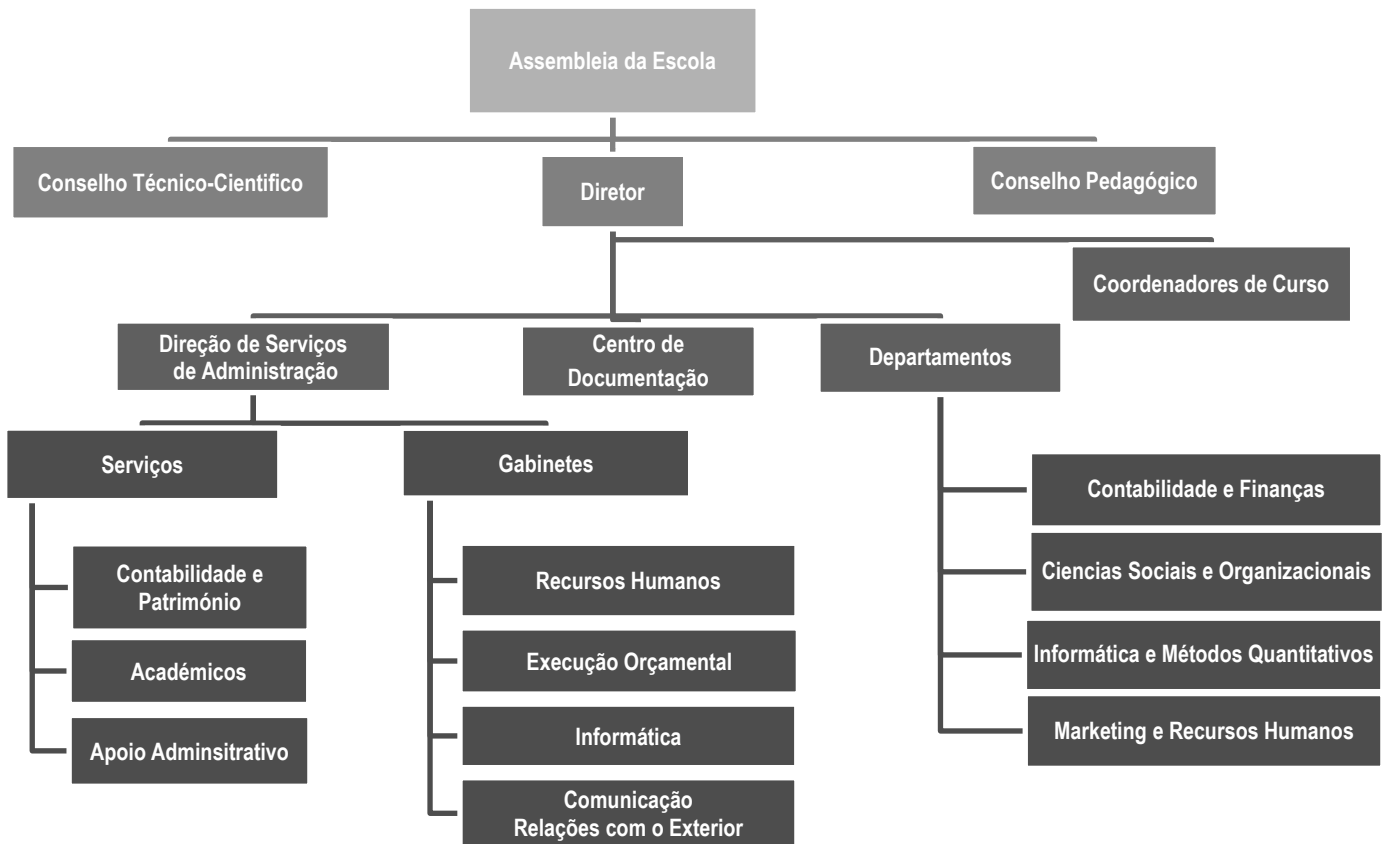 Assembleia da Escola
Conselho Técnico-Cientifico
Diretor
Conselho Pedagógico
Coordenadores de Curso
Direção de Serviços
de Administração
Centro de
Documentação
Departamentos
Serviços
Gabinetes
Contabilidade e
Património
Académicos
Apoio Adminsitrativo
Recursos Humanos
Execução Orçamental
Informática
Comunicação
Relações com o Exterior
Contabilidade e Finanças
Ciencias Sociais e Organizacionais
Informática e Métodos Quantitativos
Marketing e Recursos Humanos